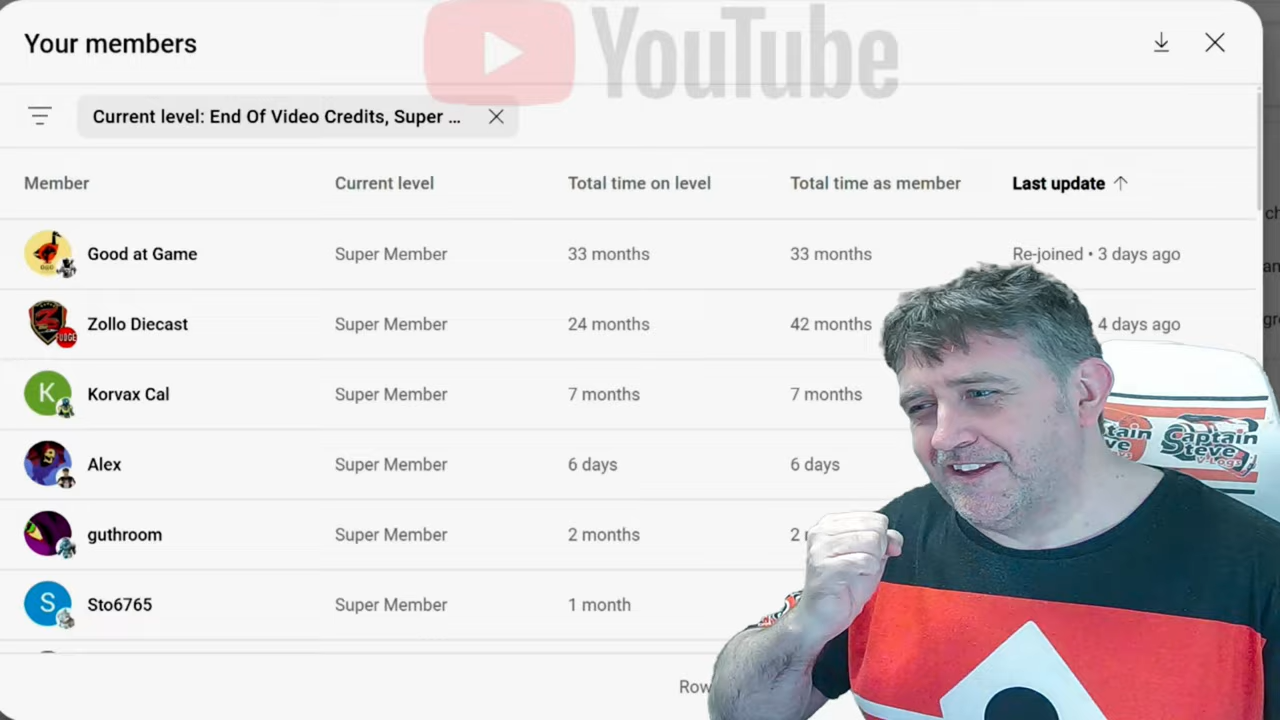 YouTube
Your members
Current level: End Of Video Credits, Super ...
Member Current level Total time on level Total time as member Last update
Good at Game Super Member 33 months 33 months Re-joined • 3 days ago
Zollo Diecast Super Member 24 months 42 months 4 days ago
FUDGE
K Korvax Cal Super Member 7 months 7 months
Alex Super Member 6 days 6 days
guthroom Super Member 2 months 2
S Sto6765 Super Member 1 month
Row
Captain
Steve